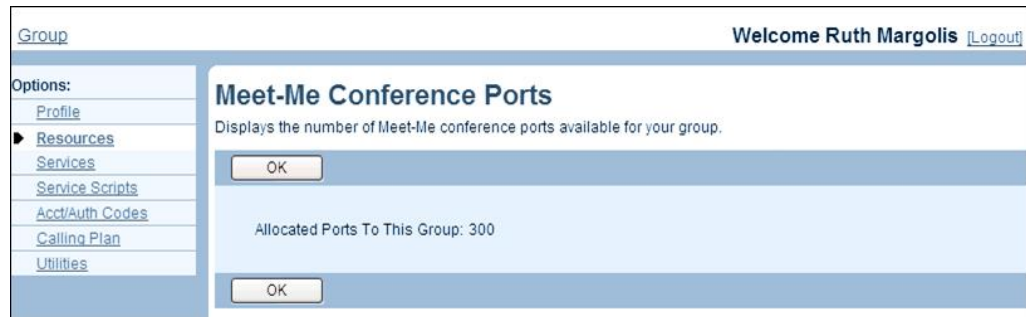 Group
Welcome Ruth Margolis [Logout]
Options:
Profile
Resources
Services
Service Scripts
Acct/Auth Codes
Calling Plan
Utilities
Meet-Me Conference Ports
Displays the number of Meet-Me conference ports available for your group.
OK
Allocated Ports To This Group: 300
OK